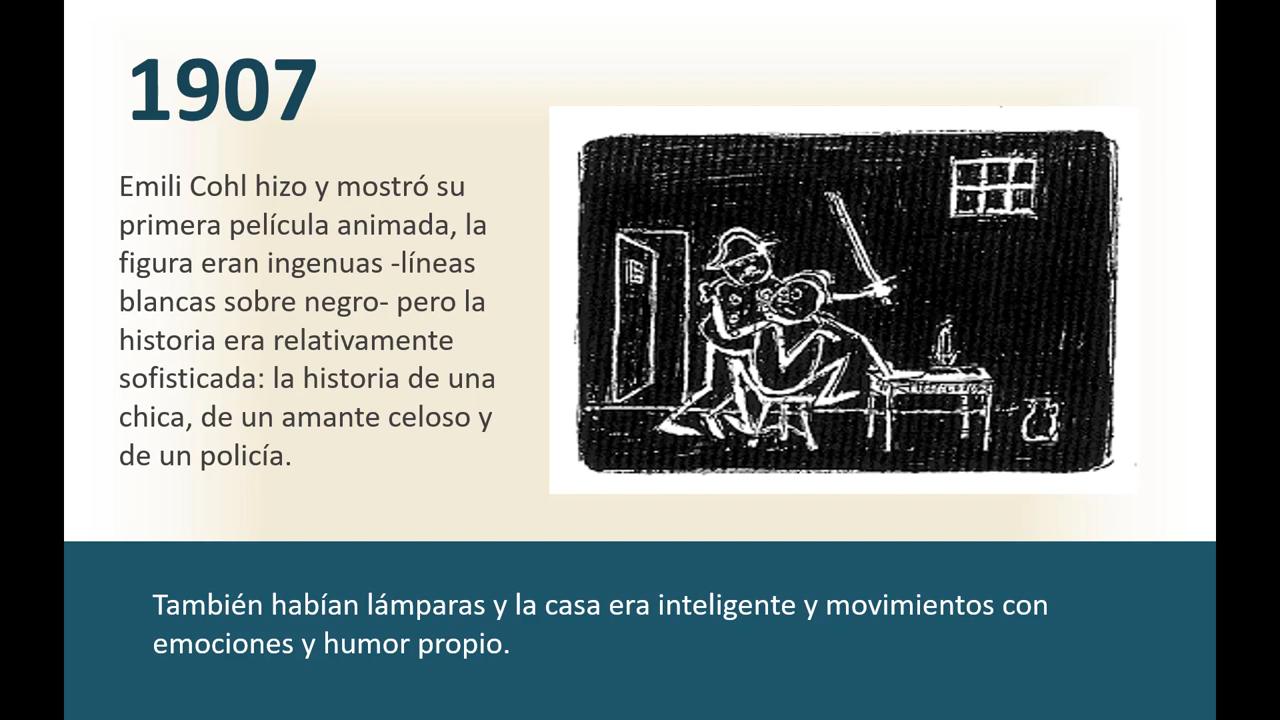 1907
Emili Cohl hizo y mostró su
primera película animada, la
figura eran ingenuas -líneas
blancas sobre negro- pero la
historia era relativamente
sofisticada: la historia de una
chica, de un amante celoso y
de un policía.
También habían lámparas y la casa era inteligente y movimientos con
emociones y humor propio.